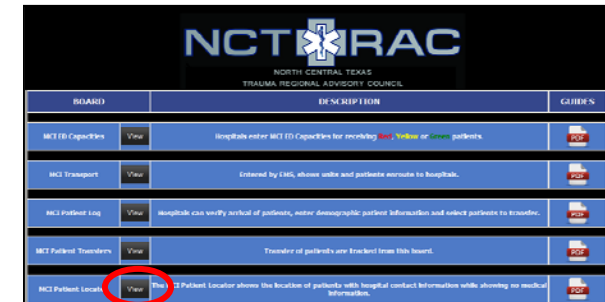 NCT RAC
NORTH CENTRAL TEXAS
TRAUMA REGIONAL ADVISORY COUNCIL
BOARD DESCRIPTION GUIDES
MCI ED Capacities View Hospitals enter MCI ED Capacities for receiving Red, Yellow or Green patients. PDF
MCI Transport View Entered by EMS, shows units and patients enroute to hospitals. PDF
MCI Patient Log View Hospitals can verify arrival of patients, enter demographic patient information and select patients to transfer. PDF
MCI Patient Transfers View Transfer of patients are tracked from this board. PDF
MCI Patient Locator View The MCI Patient Locator shows the location of patients with hospital contact information while showing no medical
information. PDF